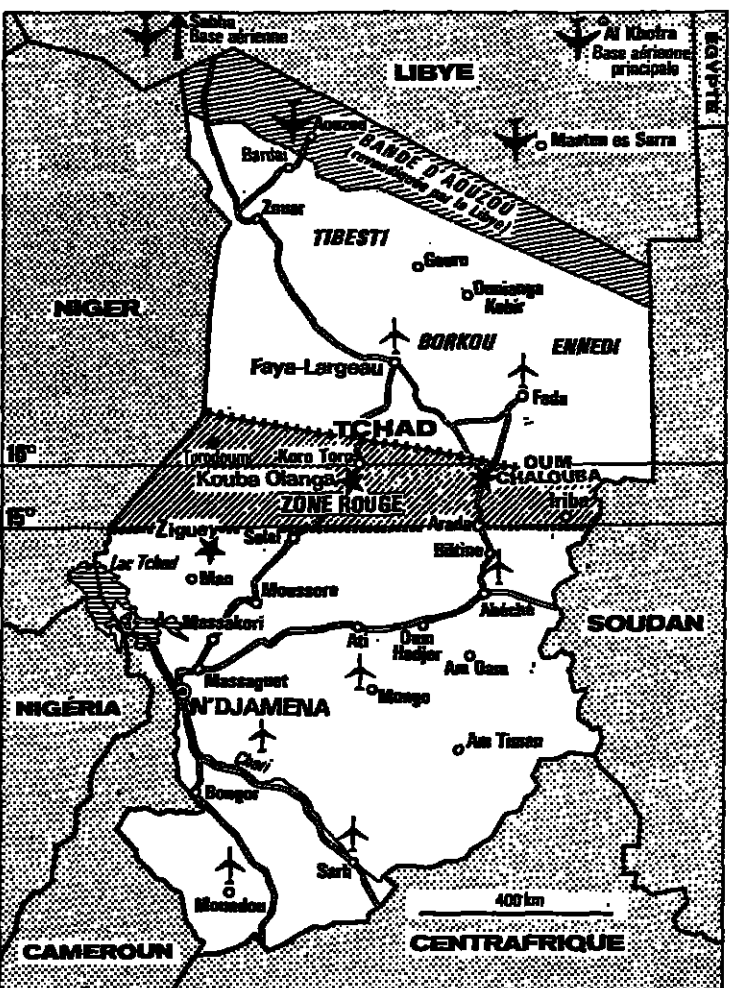 Sebha
Base aérienne
Al Khofra
Base aérienne
principale
ÉGYPTE
LIBYE
Aouzou
Maaten es Sarra
Bardai
BANDE D'AOUZOU
(revendiquée par la Libye)
Zouar
TIBESTI
Gouro
Ounianga
Kebir
NIGER
BORKOU
ENNEDI
Faya-Largeau
Fada
TCHAD
16°
Koro Toro
OUM
CHALOUBA
Kouba Olanga
Iriba
ZONE ROUGE
15°
Ziguey
Salal
Arada
Biltine
Lac Tchad
Mao
Moussoro
Abéché
Massakori
SOUDAN
Ati
Oum
Hadjer
Am Dam
Massaguet
NIGÉRIA
N'DJAMENA
Mongo
Am Timan
Chari
Bongor
Sarh
Moundou
400 km
CAMEROUN
CENTRAFRIQUE